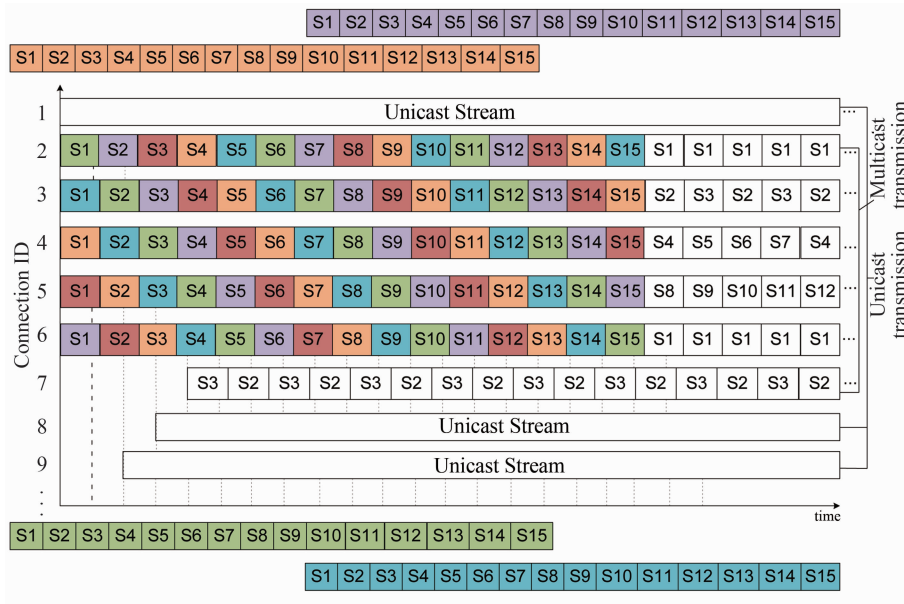 S1 S2 S3 S4 S5 S6 S7 S8 S9 S10 S11 S12 S13 S14 S15
S1 S2 S3 S4 S5 S6 S7 S8 S9 S10 S11 S12 S13 S14 S15
Connection ID
1 Unicast Stream ...
2 S1 S2 S3 S4 S5 S6 S7 S8 S9 S10 S11 S12 S13 S14 S15 S1 S1 S1 S1 S1 ...
3 S1 S2 S3 S4 S5 S6 S7 S8 S9 S10 S11 S12 S13 S14 S15 S2 S3 S2 S3 S2 ...
4 S1 S2 S3 S4 S5 S6 S7 S8 S9 S10 S11 S12 S13 S14 S15 S4 S5 S6 S7 S4 ...
5 S1 S2 S3 S4 S5 S6 S7 S8 S9 S10 S11 S12 S13 S14 S15 S8 S9 S10 S11 S12 ...
6 S1 S2 S3 S4 S5 S6 S7 S8 S9 S10 S11 S12 S13 S14 S15 S1 S1 S1 S1 S1 ...
7 S3 S2 S3 S2 S3 S2 S3 S2 S3 S2 S3 S2 S3 S2 S3 S2 ...
8 Unicast Stream
9 Unicast Stream
Multicast
transmission
Unicast
transmission
time
S1 S2 S3 S4 S5 S6 S7 S8 S9 S10 S11 S12 S13 S14 S15
S1 S2 S3 S4 S5 S6 S7 S8 S9 S10 S11 S12 S13 S14 S15